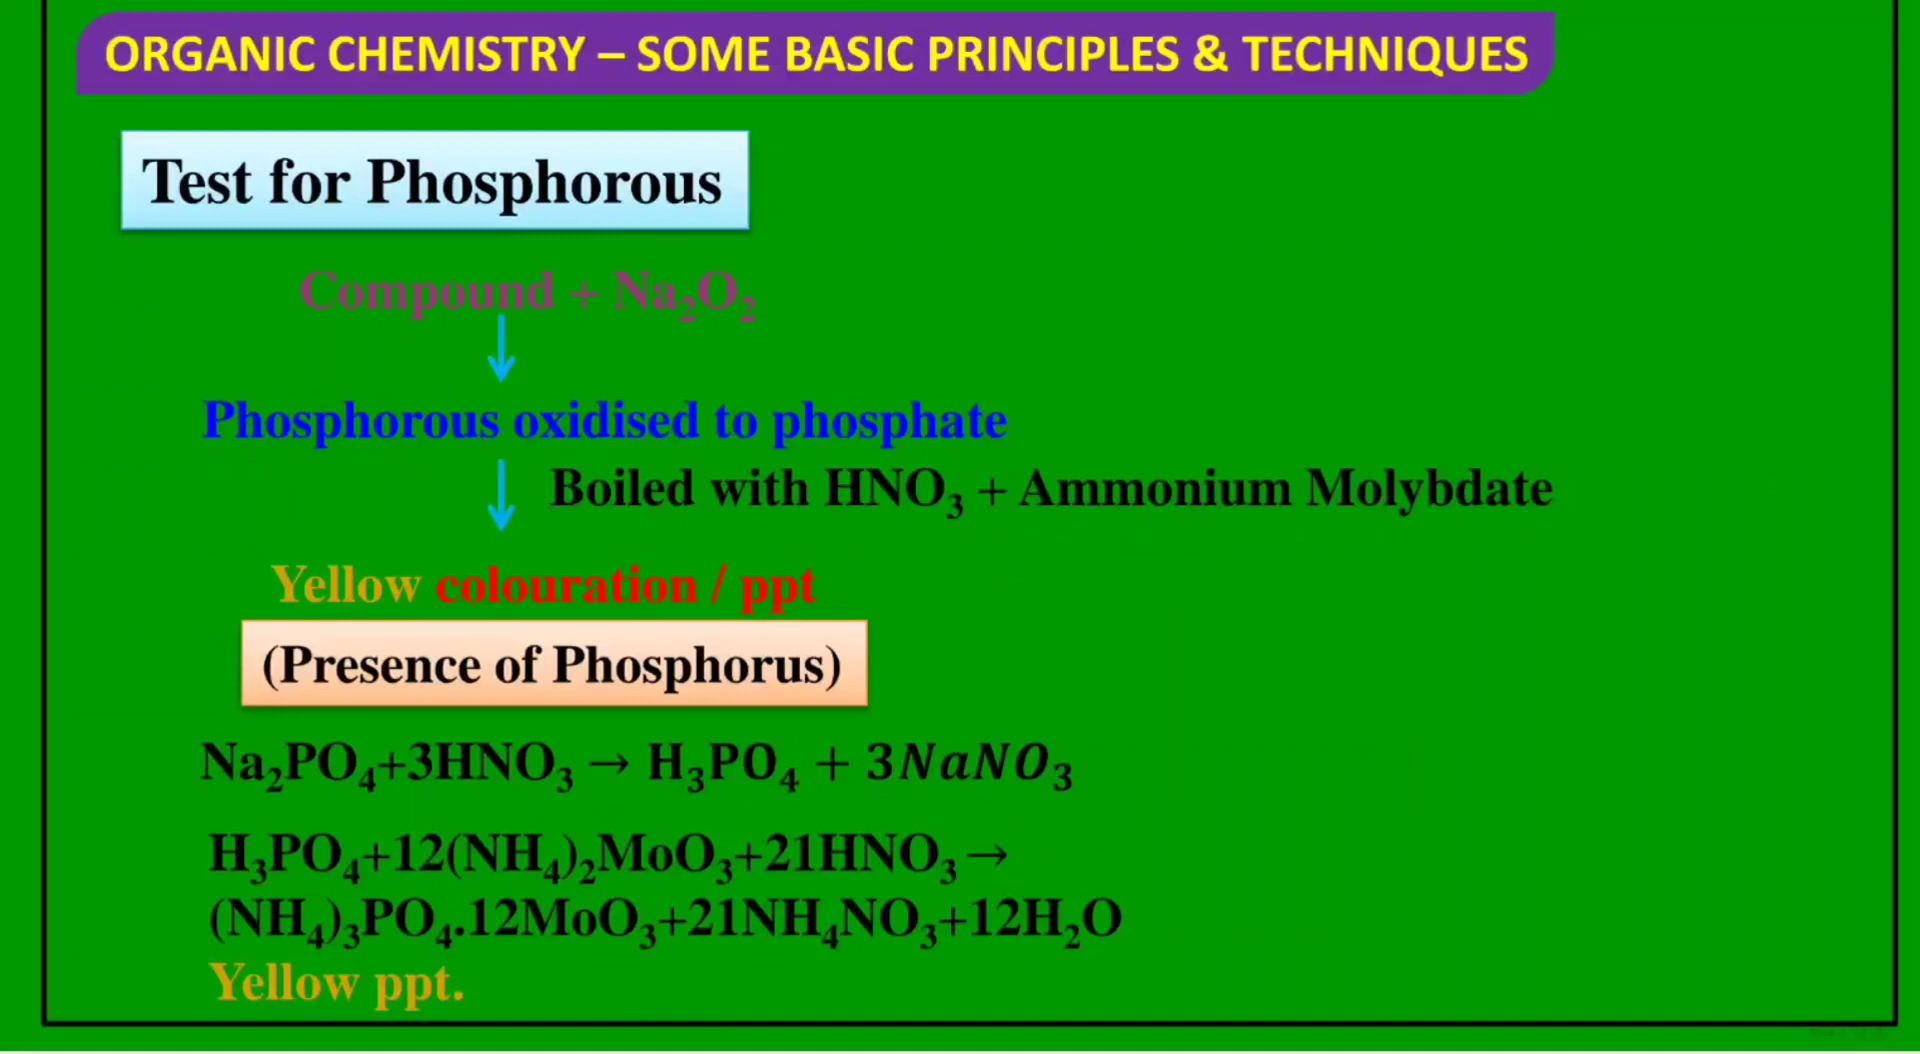 ORGANIC CHEMISTRY – SOME BASIC PRINCIPLES & TECHNIQUES
Test for Phosphorous
Compound + Na₂O₂
Phosphorous oxidised to phosphate
Boiled with HNO₃ + Ammonium Molybdate
Yellow colouration / ppt
(Presence of Phosphorus)
Na₂PO₄+3HNO₃ → H₃PO₄ + 3NaNO₃
H₃PO₄+12(NH₄)₂MoO₃+21HNO₃→
(NH₄)₃PO₄.12MoO₃+21NH₄NO₃+12H₂O
Yellow ppt.